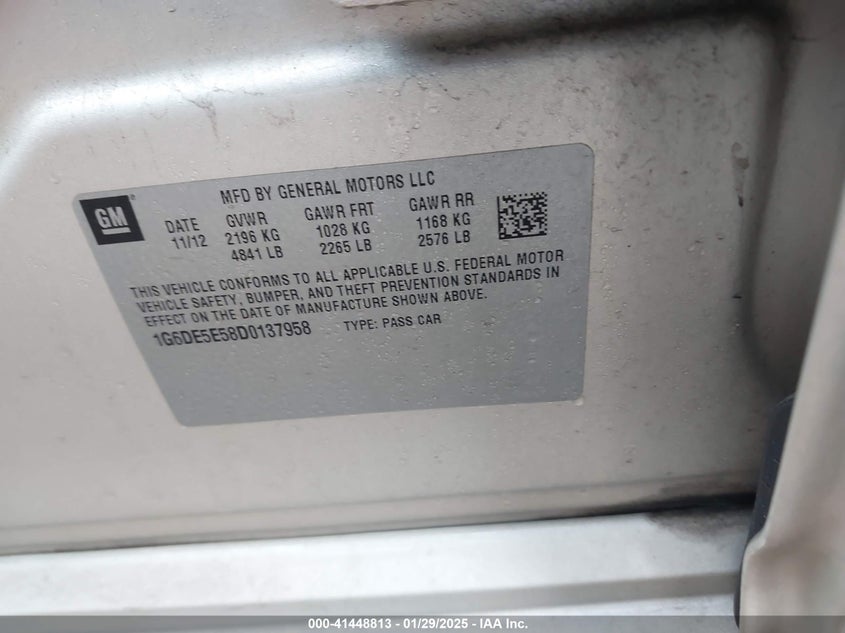 MFD BY GENERAL MOTORS LLC
GM
DATE GVWR GAWR FRT GAWR RR
11/12 2196 KG 1028 KG 1168 KG
4841 LB 2265 LB 2576 LB
THIS VEHICLE CONFORMS TO ALL APPLICABLE U.S. FEDERAL MOTOR
VEHICLE SAFETY, BUMPER, AND THEFT PREVENTION STANDARDS IN
EFFECT ON THE DATE OF MANUFACTURE SHOWN ABOVE.
1G6DE5E58D0137958 TYPE: PASS CAR
000-41448813 - 01/29/2025 - IAA Inc.